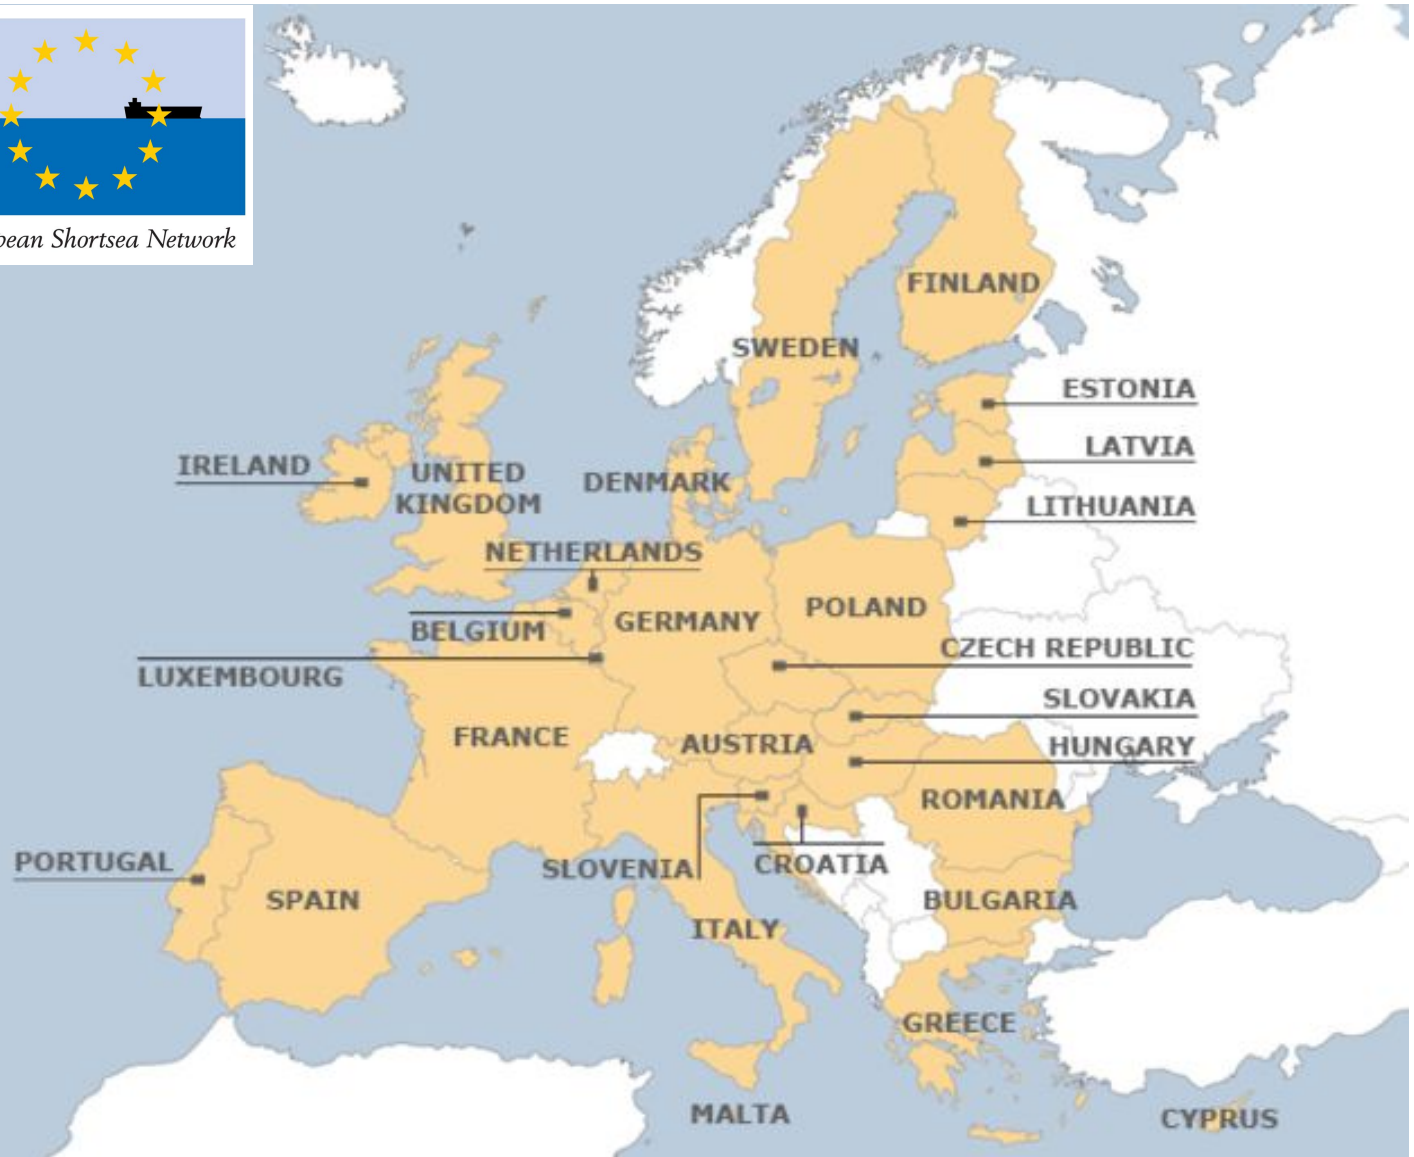 pean Shortsea Network
FINLAND
SWEDEN
ESTONIA
LATVIA
IRELAND
UNITED
KINGDOM
DENMARK
LITHUANIA
NETHERLANDS
BELGIUM
GERMANY
POLAND
CZECH REPUBLIC
LUXEMBOURG
SLOVAKIA
FRANCE
AUSTRIA
HUNGARY
ROMANIA
PORTUGAL
SLOVENIA
CROATIA
SPAIN
BULGARIA
ITALY
GREECE
MALTA
CYPRUS